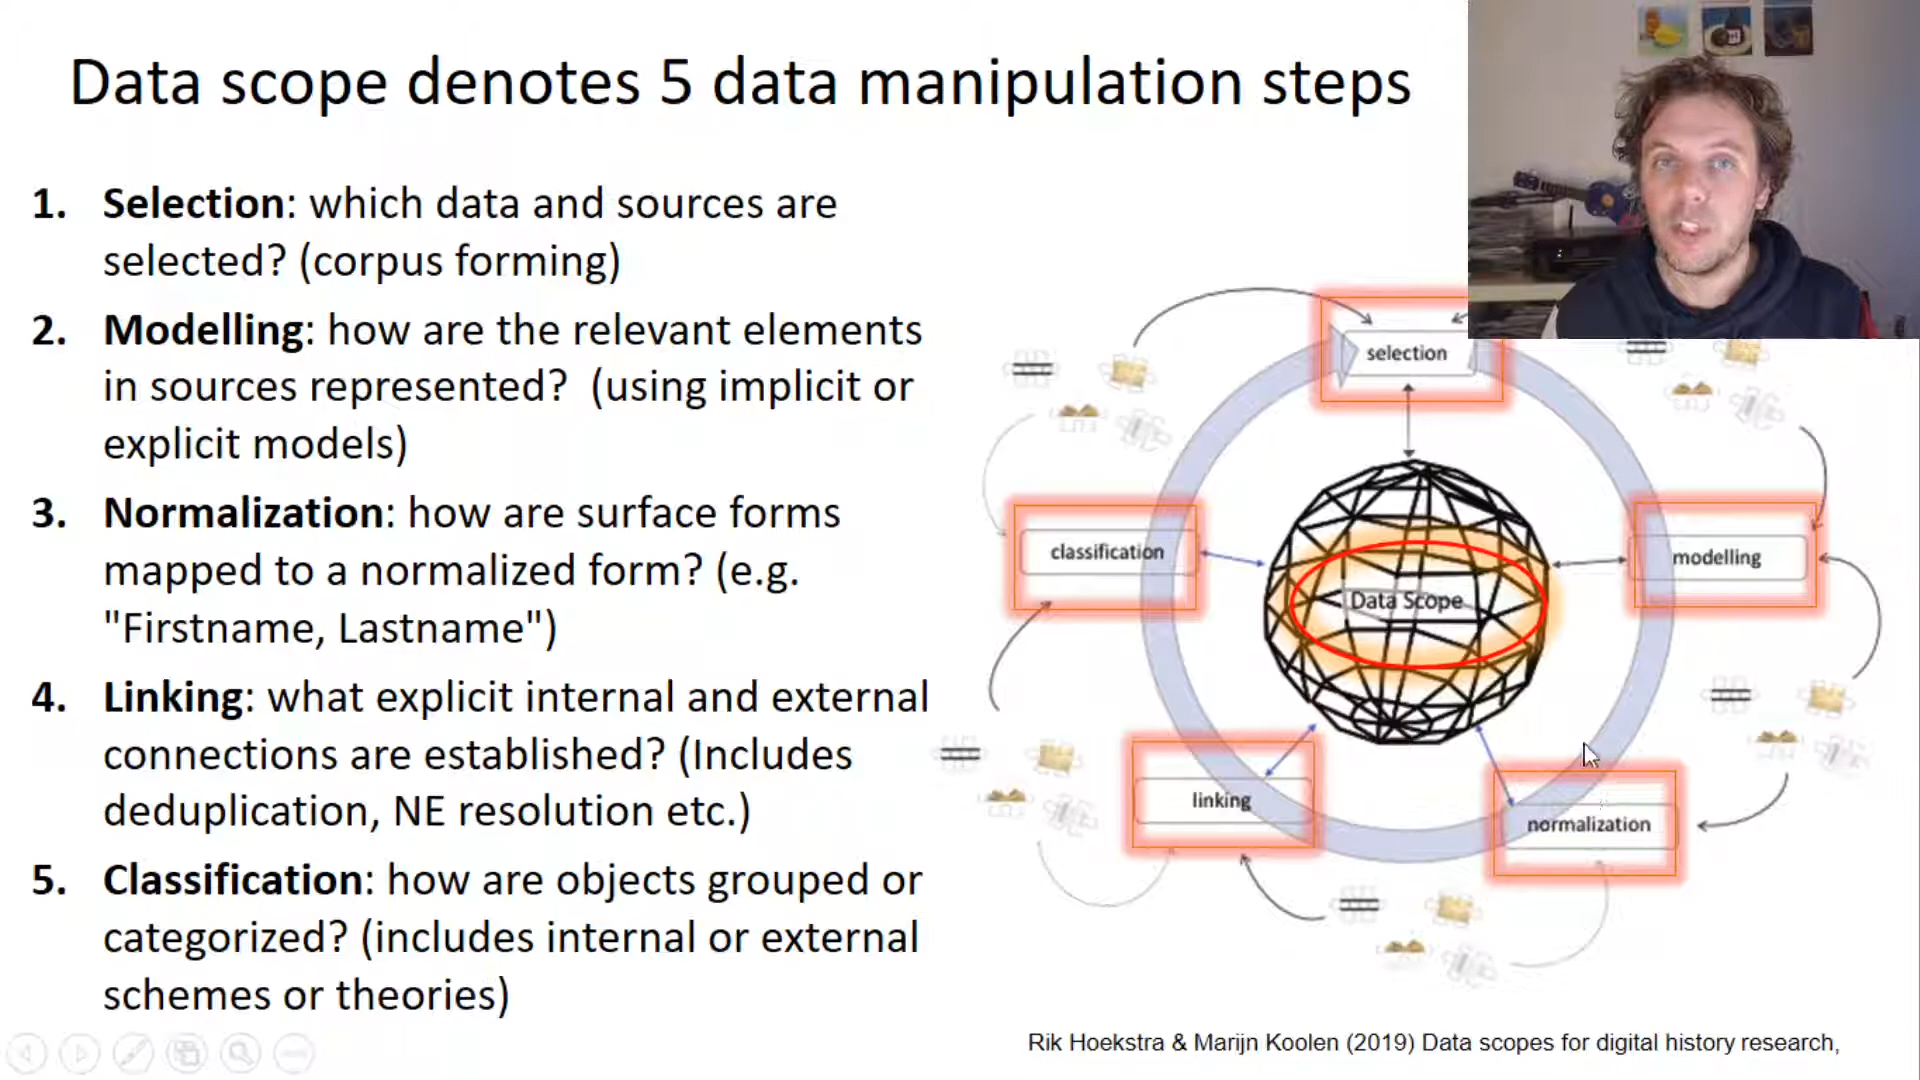 Data scope denotes 5 data manipulation steps
1. Selection: which data and sources are
selected? (corpus forming)
2. Modelling: how are the relevant elements
in sources represented?  (using implicit or
explicit models)
3. Normalization: how are surface forms
mapped to a normalized form? (e.g.
"Firstname, Lastname")
4. Linking: what explicit internal and external
connections are established? (Includes
deduplication, NE resolution etc.)
5. Classification: how are objects grouped or
categorized? (includes internal or external
schemes or theories)
selection
classification
modelling
Data Scope
linking
normalization
Rik Hoekstra & Marijn Koolen (2019) Data scopes for digital history research,